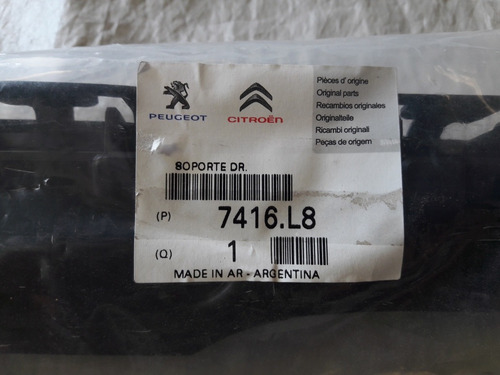 PEUGEOT
CITROËN
Pièces d'origine
Original parts
Recambios originales
Originalteile
Ricambi originali
Peças de origem
SOPORTE DR.
(P) 7416.L8
(Q) 1
MADE IN AR - ARGENTINA